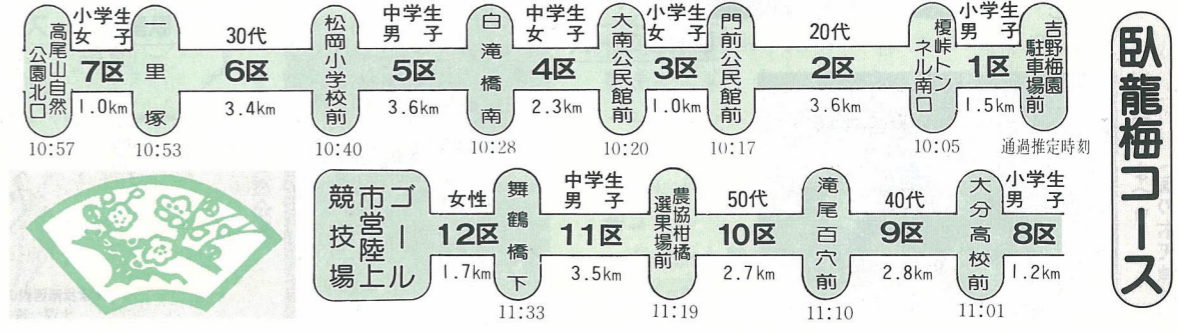 臥龍梅コース
吉野梅園駐車場前
通過推定時刻
小学生男子
1区
1.5km
榎峠トンネル南口
10:05
20代
2区
3.6km
門前公民館前
10:17
小学生女子
3区
1.0km
大南公民館前
10:20
中学生女子
4区
2.3km
白滝橋南
10:28
中学生男子
5区
3.6km
松岡小学校前
10:40
30代
6区
3.4km
一里塚
10:53
小学生女子
7区
1.0km
高尾山自然公園北口
10:57
小学生男子
8区
1.2km
大分高校前
11:01
40代
9区
2.8km
滝尾百穴前
11:10
50代
10区
2.7km
農協柑橘選果場前
11:19
中学生男子
11区
3.5km
舞鶴橋下
11:33
女性
12区
1.7km
ゴール
市営陸上
競技場